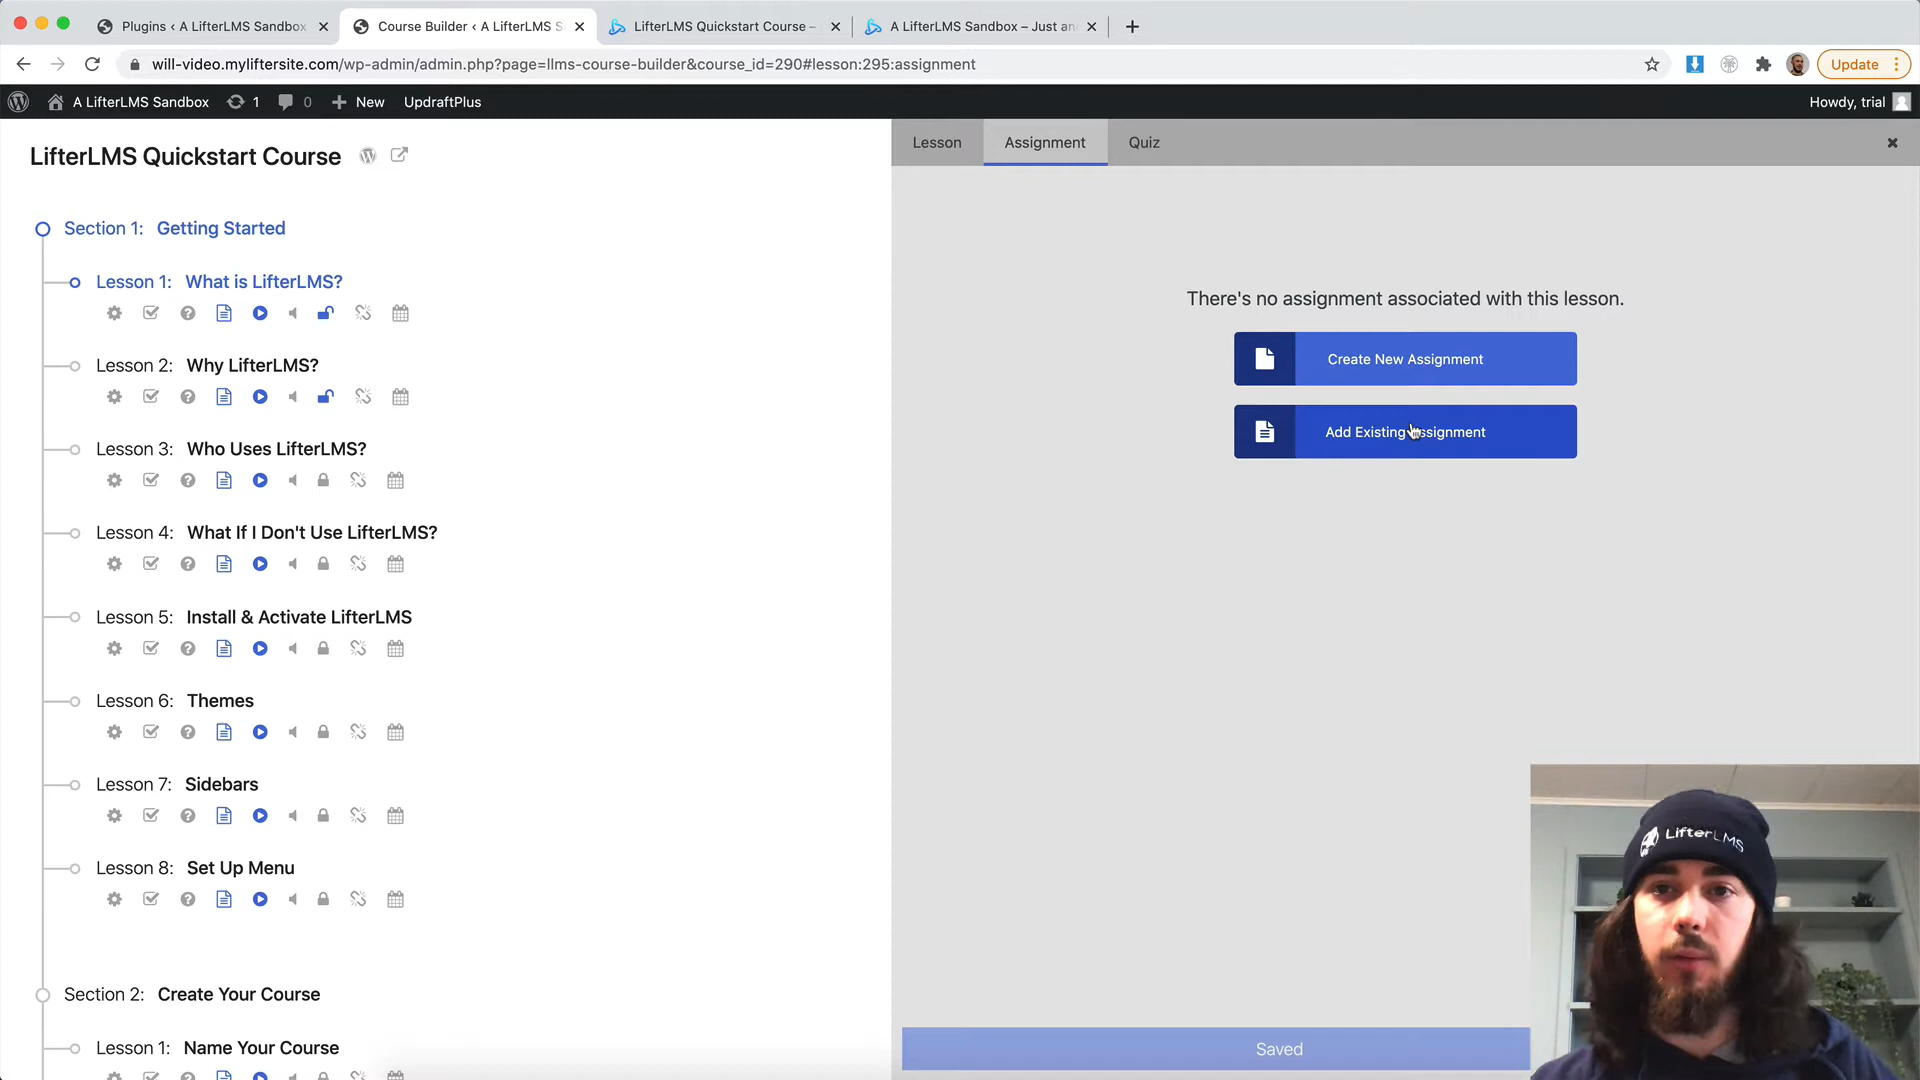 Plugins ‹ A LifterLMS Sandbox
Course Builder ‹ A LifterLMS S
LifterLMS Quickstart Course –
A LifterLMS Sandbox – Just an
will-video.myliftersite.com/wp-admin/admin.php?page=llms-course-builder&course_id=290#lesson:295:assignment
Update
A LifterLMS Sandbox 1 0 New UpdraftPlus
Howdy, trial
LifterLMS Quickstart Course
Lesson Assignment Quiz
Section 1: Getting Started
Lesson 1: What is LifterLMS?
Lesson 2: Why LifterLMS?
Lesson 3: Who Uses LifterLMS?
Lesson 4: What If I Don't Use LifterLMS?
Lesson 5: Install & Activate LifterLMS
Lesson 6: Themes
Lesson 7: Sidebars
Lesson 8: Set Up Menu
Section 2: Create Your Course
Lesson 1: Name Your Course
There's no assignment associated with this lesson.
Create New Assignment
Add Existing Assignment
Saved
LifterLMS